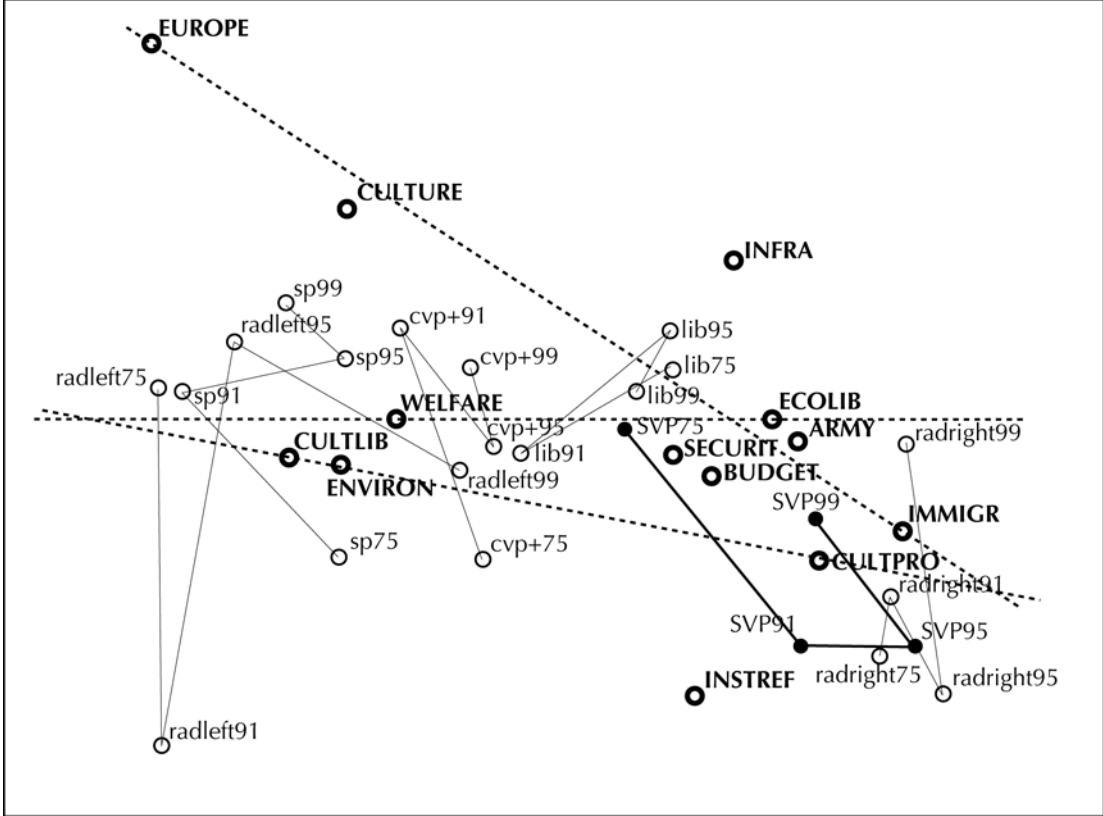 EUROPE
CULTURE
INFRA
sp99
radleft95
cvp+91
lib95
sp95
cvp+99
lib75
radleft75
sp91
lib99
WELFARE
ECOLIB
SVP75
ARMY
cvp+95
radright99
CULTLIB
lib91
SECURIT
BUDGET
radleft99
ENVIRON
SVP99
IMMIGR
sp75
cvp+75
CULTPRO
radright91
SVP91
SVP95
radright75
INSTREF
radright95
radleft91